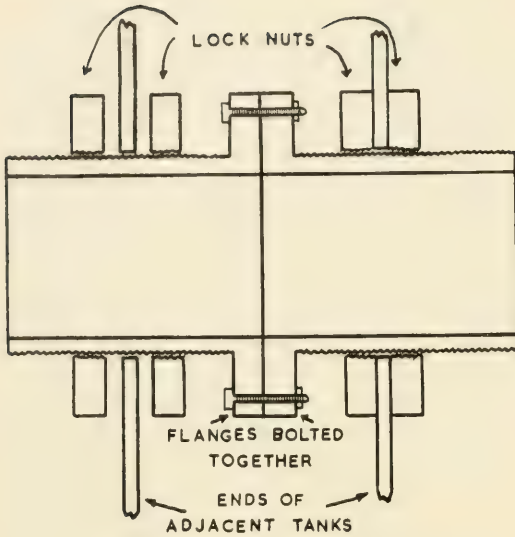 LOCK NUTS
FLANGES BOLTED
TOGETHER
ENDS OF
ADJACENT TANKS